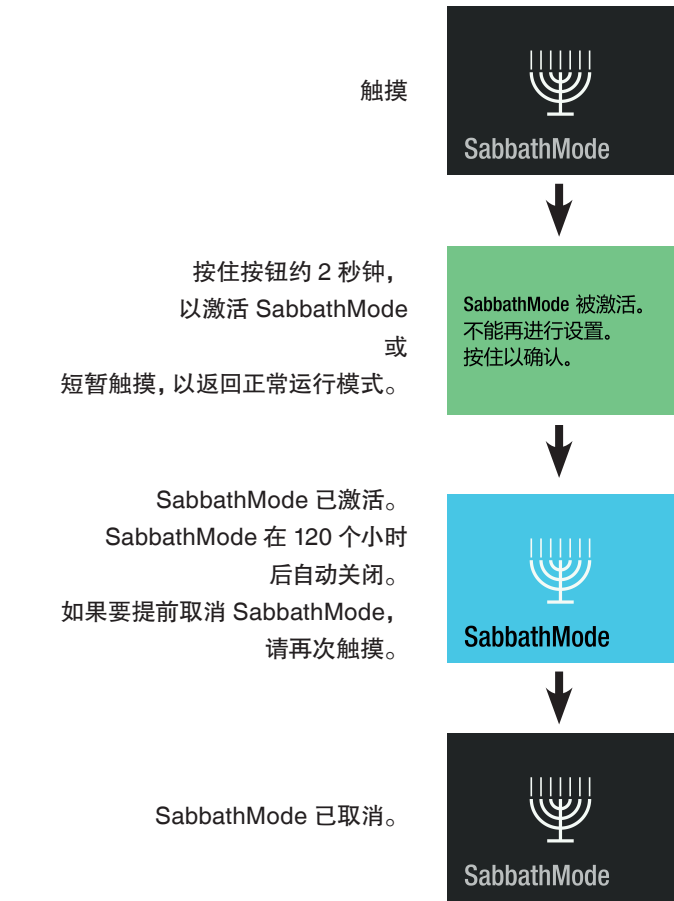 触摸
SabbathMode
按住按钮约 2 秒钟，
以激活 SabbathMode
或
短暂触摸，以返回正常运行模式。
SabbathMode 被激活。
不能再进行设置。
按住以确认。
SabbathMode 已激活。
SabbathMode 在 120 个小时
后自动关闭。
如果要提前取消 SabbathMode，
请再次触摸。
SabbathMode
SabbathMode 已取消。
SabbathMode